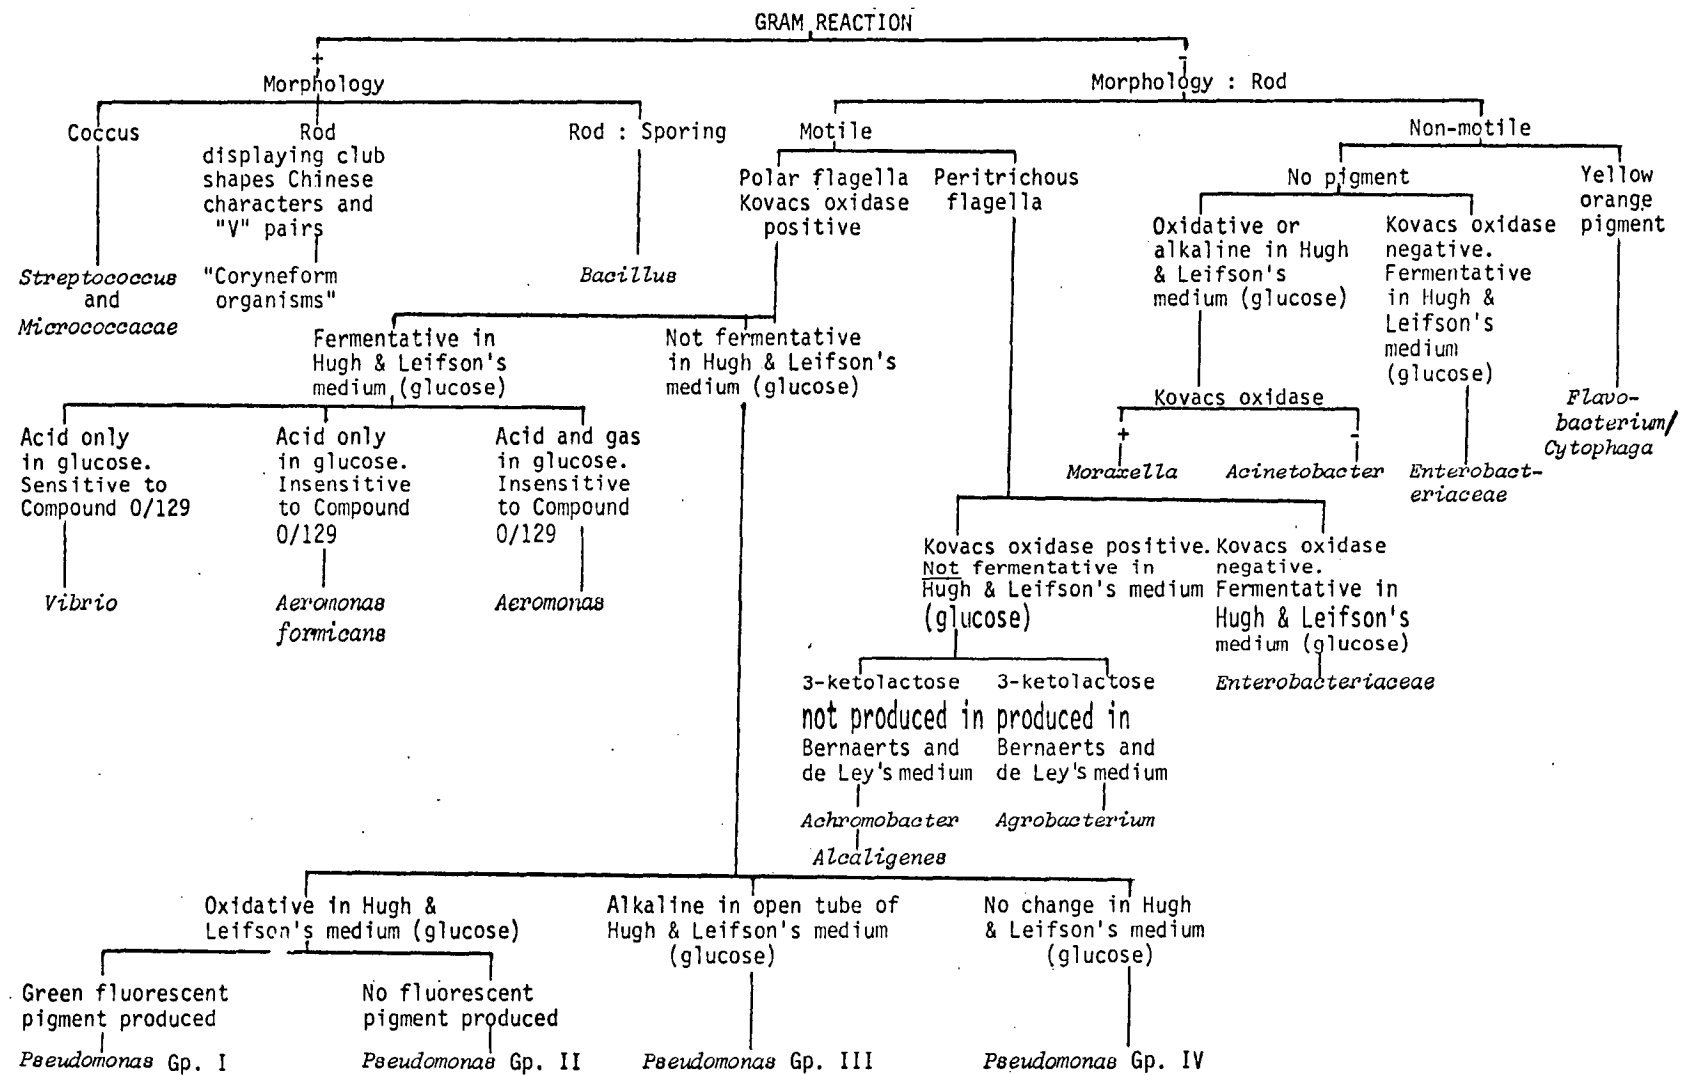 GRAM REACTION
+
-
Morphology
Morphology : Rod
Coccus
Rod
displaying club
shapes Chinese
characters and
"V" pairs
Rod : Sporing
Motile
Non-motile
Polar flagella
Kovacs oxidase
positive
Peritrichous
flagella
No pigment
Yellow
orange
pigment
Oxidative or
alkaline in Hugh
& Leifson's
medium (glucose)
Kovacs oxidase
negative.
Fermentative
in Hugh &
Leifson's
medium
(glucose)
Streptococcus
and
Micrococcacae
"Coryneform
organisms"
Bacillus
Fermentative in
Hugh & Leifson's
medium (glucose)
Not fermentative
in Hugh & Leifson's
medium (glucose)
Kovacs oxidase
+
-
Moraxella
Acinetobacter
Enterobact-
eriaceae
Flavo-
bacterium/
Cytophaga
Acid only
in glucose.
Sensitive to
Compound 0/129
Acid only
in glucose.
Insensitive
to Compound
0/129
Acid and gas
in glucose.
Insensitive
to Compound
0/129
Vibrio
Aeromonas
formicans
Aeromonas
Kovacs oxidase positive.
Not fermentative in
Hugh & Leifson's medium
(glucose)
Kovacs oxidase
negative.
Fermentative in
Hugh & Leifson's
medium (glucose)
3-ketolactose
not produced in
Bernaerts and
de Ley's medium
3-ketolactose
produced in
Bernaerts and
de Ley's medium
Enterobacteriaceae
Achromobacter
Alcaligenes
Agrobacterium
Oxidative in Hugh &
Leifson's medium (glucose)
Alkaline in open tube of
Hugh & Leifson's medium
(glucose)
No change in Hugh
& Leifson's medium
(glucose)
Green fluorescent
pigment produced
No fluorescent
pigment produced
Pseudomonas Gp. I
Pseudomonas Gp. II
Pseudomonas Gp. III
Pseudomonas Gp. IV